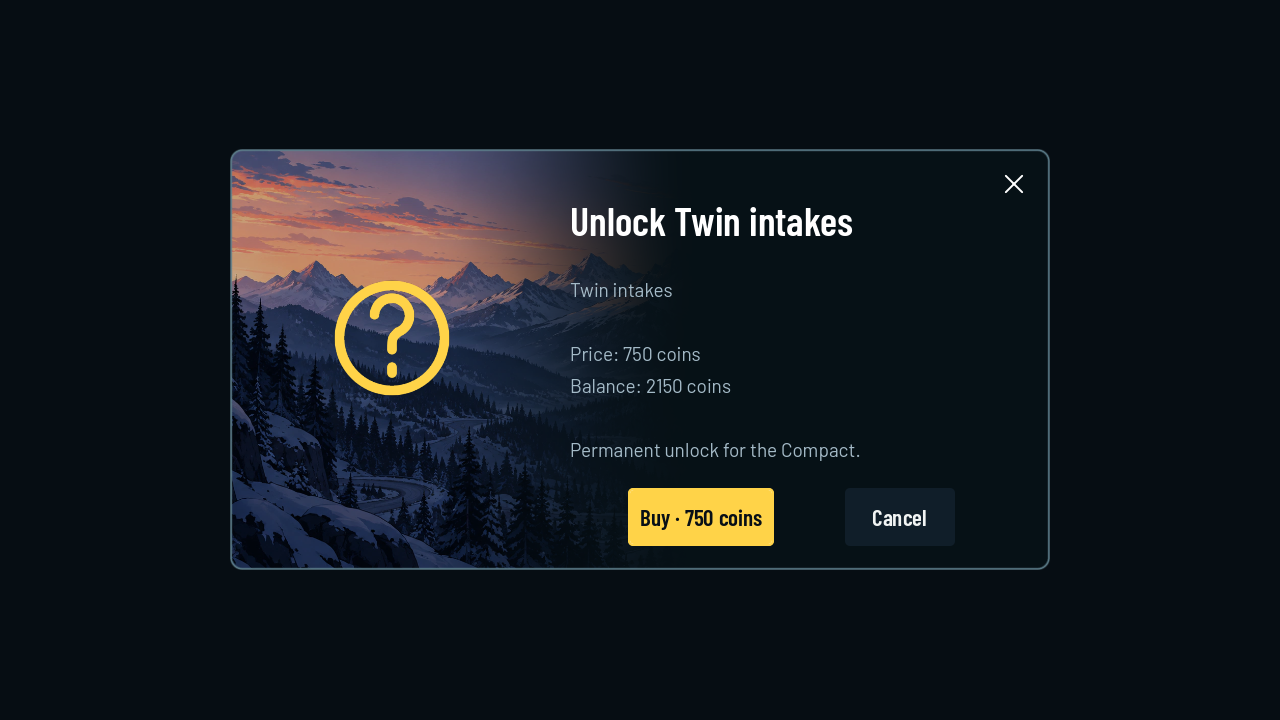 Unlock Twin intakes
Twin intakes
Price: 750 coins
Balance: 2150 coins
Permanent unlock for the Compact.
Buy · 750 coins
Cancel